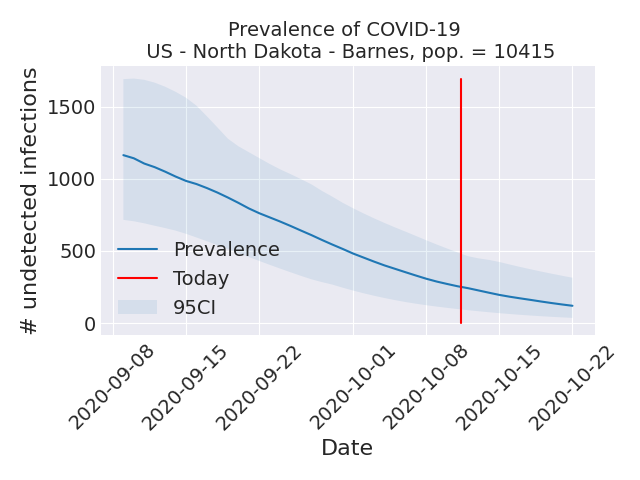 Prevalence of COVID-19
US - North Dakota - Barnes, pop. = 10415
# undetected infections
1500
1000
500
0
Prevalence
Today
95CI
2020-09-08
2020-09-15
2020-09-22
2020-10-01
2020-10-08
2020-10-15
2020-10-22
Date